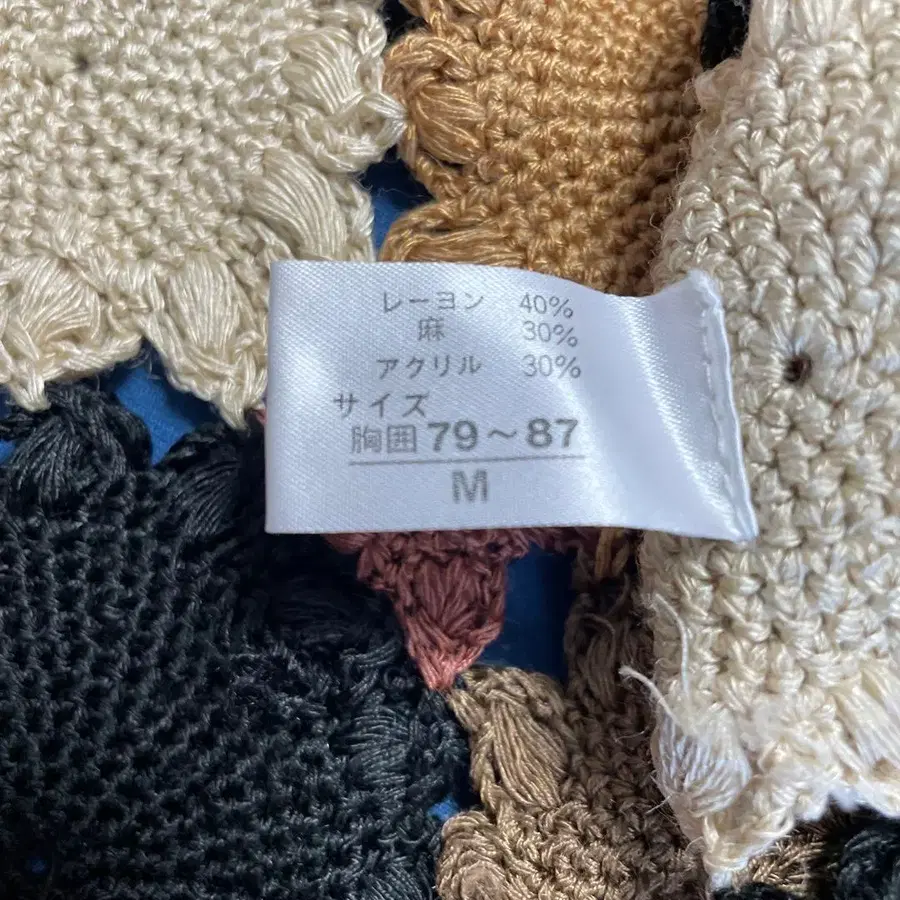 レーヨン 40%
麻 30%
アクリル 30%
サイズ
胸囲 79～87
M